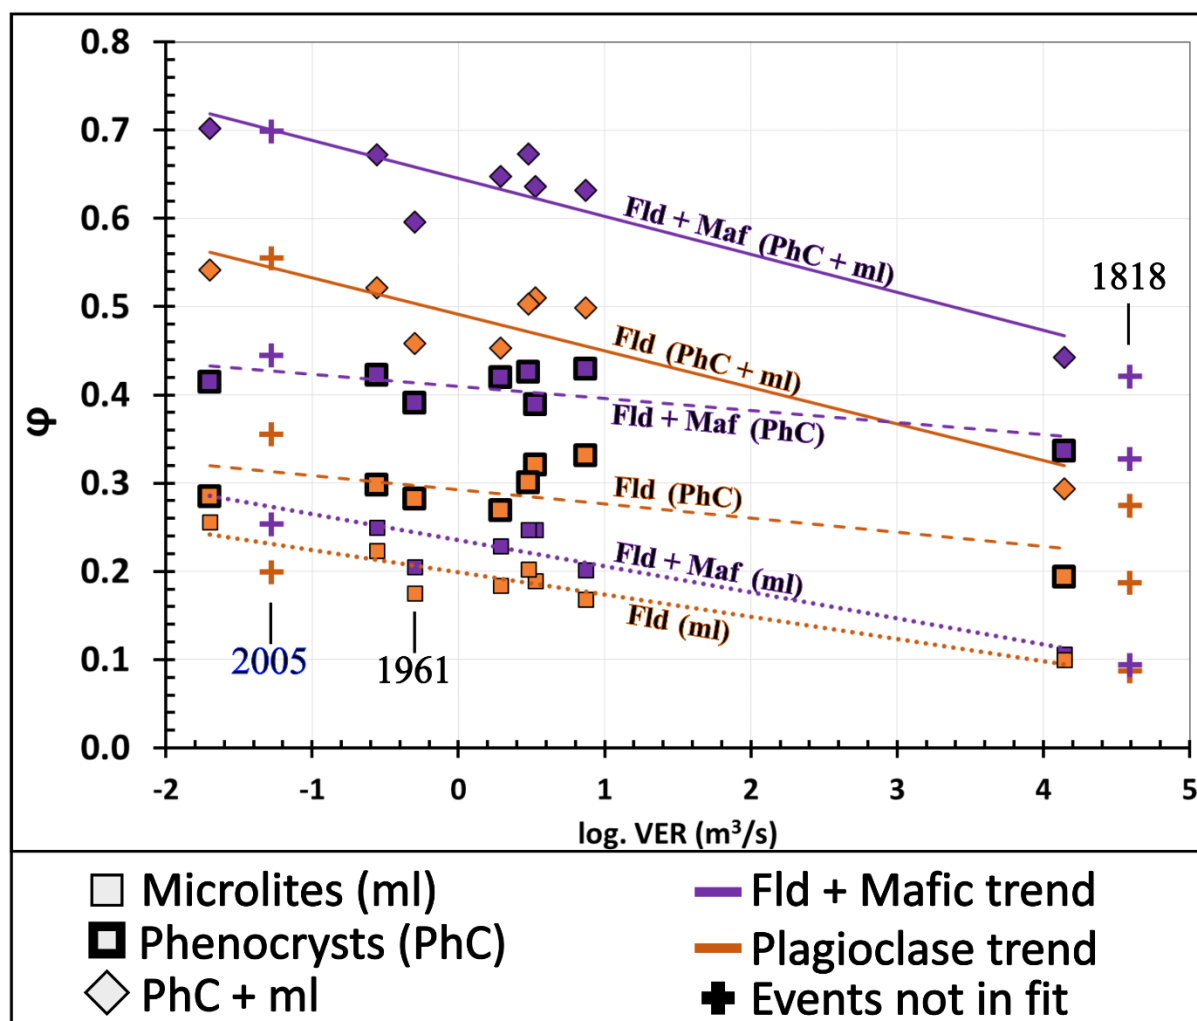 0.8
0.7
0.6
0.5
0.4
0.3
0.2
0.1
0.0
φ
Fld + Maf (PhC + ml)
1818
Fld (PhC + ml)
Fld + Maf (PhC)
Fld (PhC)
Fld + Maf (ml)
Fld (ml)
2005
1961
-2 -1 0 1 2 3 4 5
log. VER (m³/s)
Microlites (ml)
Fld + Mafic trend
Phenocrysts (PhC)
Plagioclase trend
PhC + ml
Events not in fit